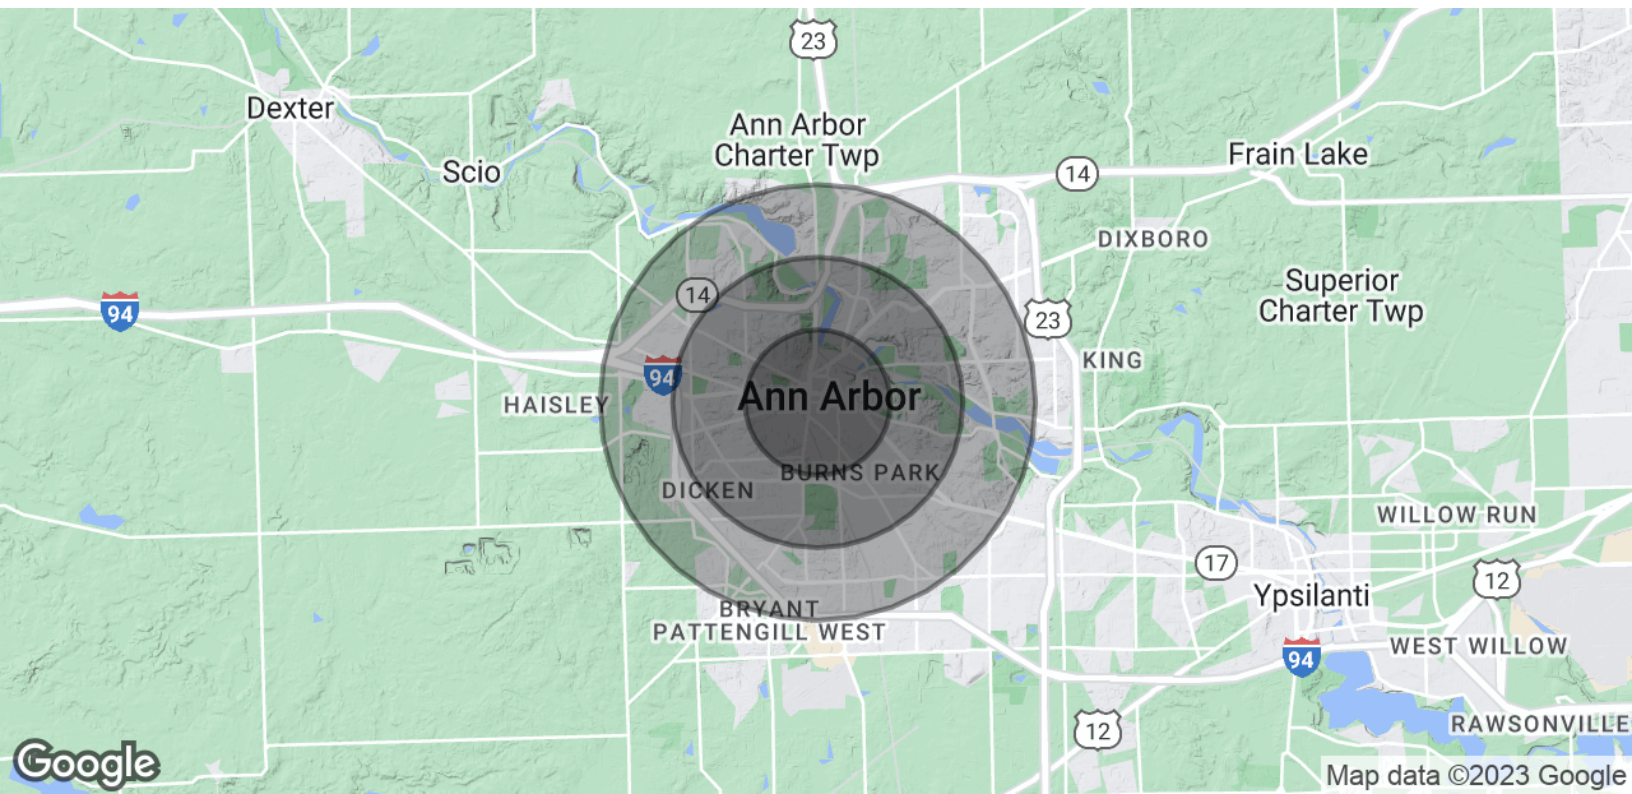 23
Dexter
Ann Arbor
Charter Twp
Scio
14
Frain Lake
DIXBORO
14
Superior
Charter Twp
94
23
94
KING
HAISLEY
Ann Arbor
BURNS PARK
DICKEN
WILLOW RUN
17
12
Ypsilanti
BRYANT
PATTENGILL WEST
94
WEST WILLOW
12
RAWSONVILLE
Google
Map data ©2023 Google